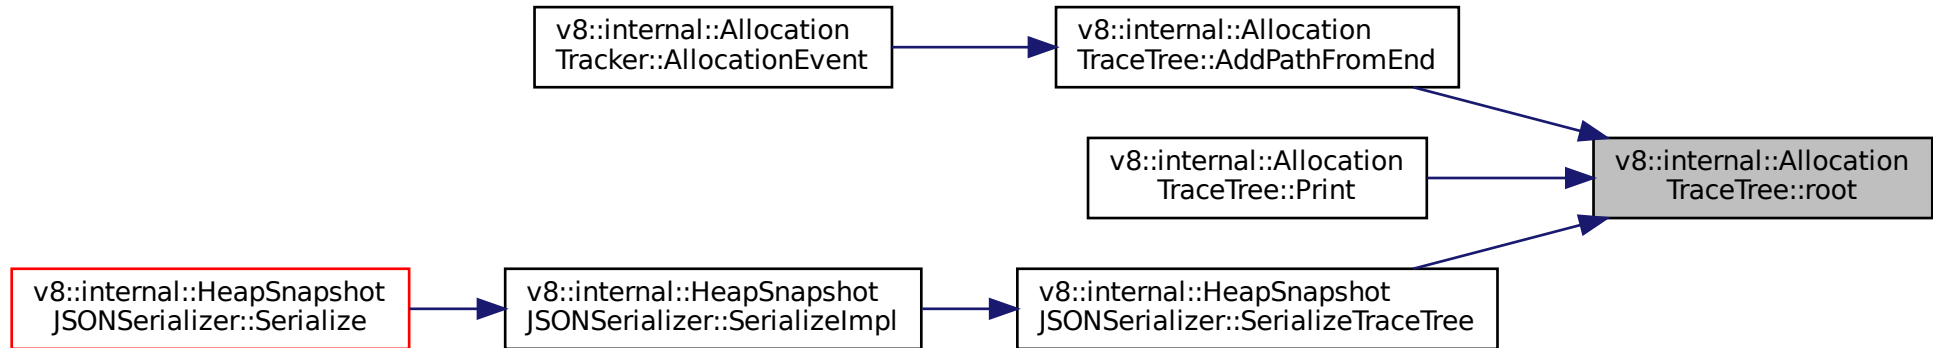 v8::internal::Allocation
Tracker::AllocationEvent
v8::internal::Allocation
TraceTree::AddPathFromEnd
v8::internal::Allocation
TraceTree::Print
v8::internal::Allocation
TraceTree::root
v8::internal::HeapSnapshot
JSONSerializer::Serialize
v8::internal::HeapSnapshot
JSONSerializer::SerializeImpl
v8::internal::HeapSnapshot
JSONSerializer::SerializeTraceTree